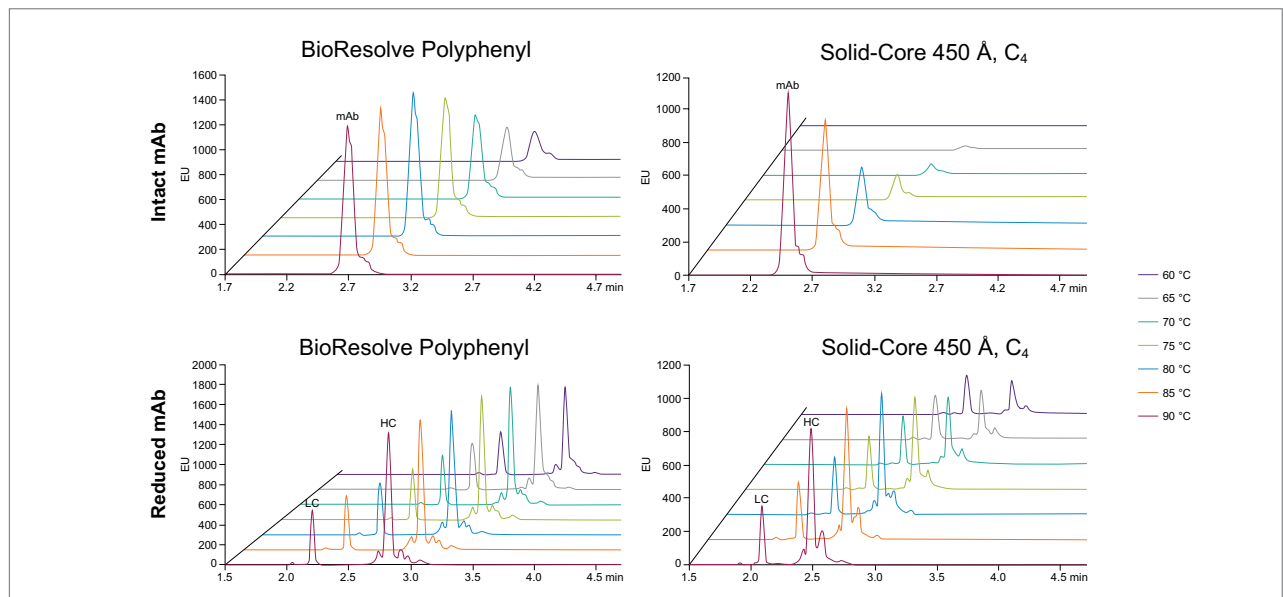 BioResolve Polyphenyl
Solid-Core 450 Å, C₄
Intact mAb
EU
1600
1400
1200
1000
800
600
400
200
0
mAb
1.7 2.2 2.7 3.2 3.7 4.2 4.7 min
EU
1200
1000
800
600
400
200
0
mAb
1.7 2.2 2.7 3.2 2.7 4.2 4.7 min
60 °C
65 °C
70 °C
75 °C
80 °C
85 °C
90 °C
BioResolve Polyphenyl
Solid-Core 450 Å, C₄
Reduced mAb
EU
2000
1800
1600
1400
1200
1000
800
600
400
200
0
HC
LC
1.5 2.0 2.5 3.0 3.5 4.0 4.5 min
EU
1200
1000
800
600
400
200
0
HC
LC
1.5 2.0 2.5 3.0 3.5 4.0 4.5 min